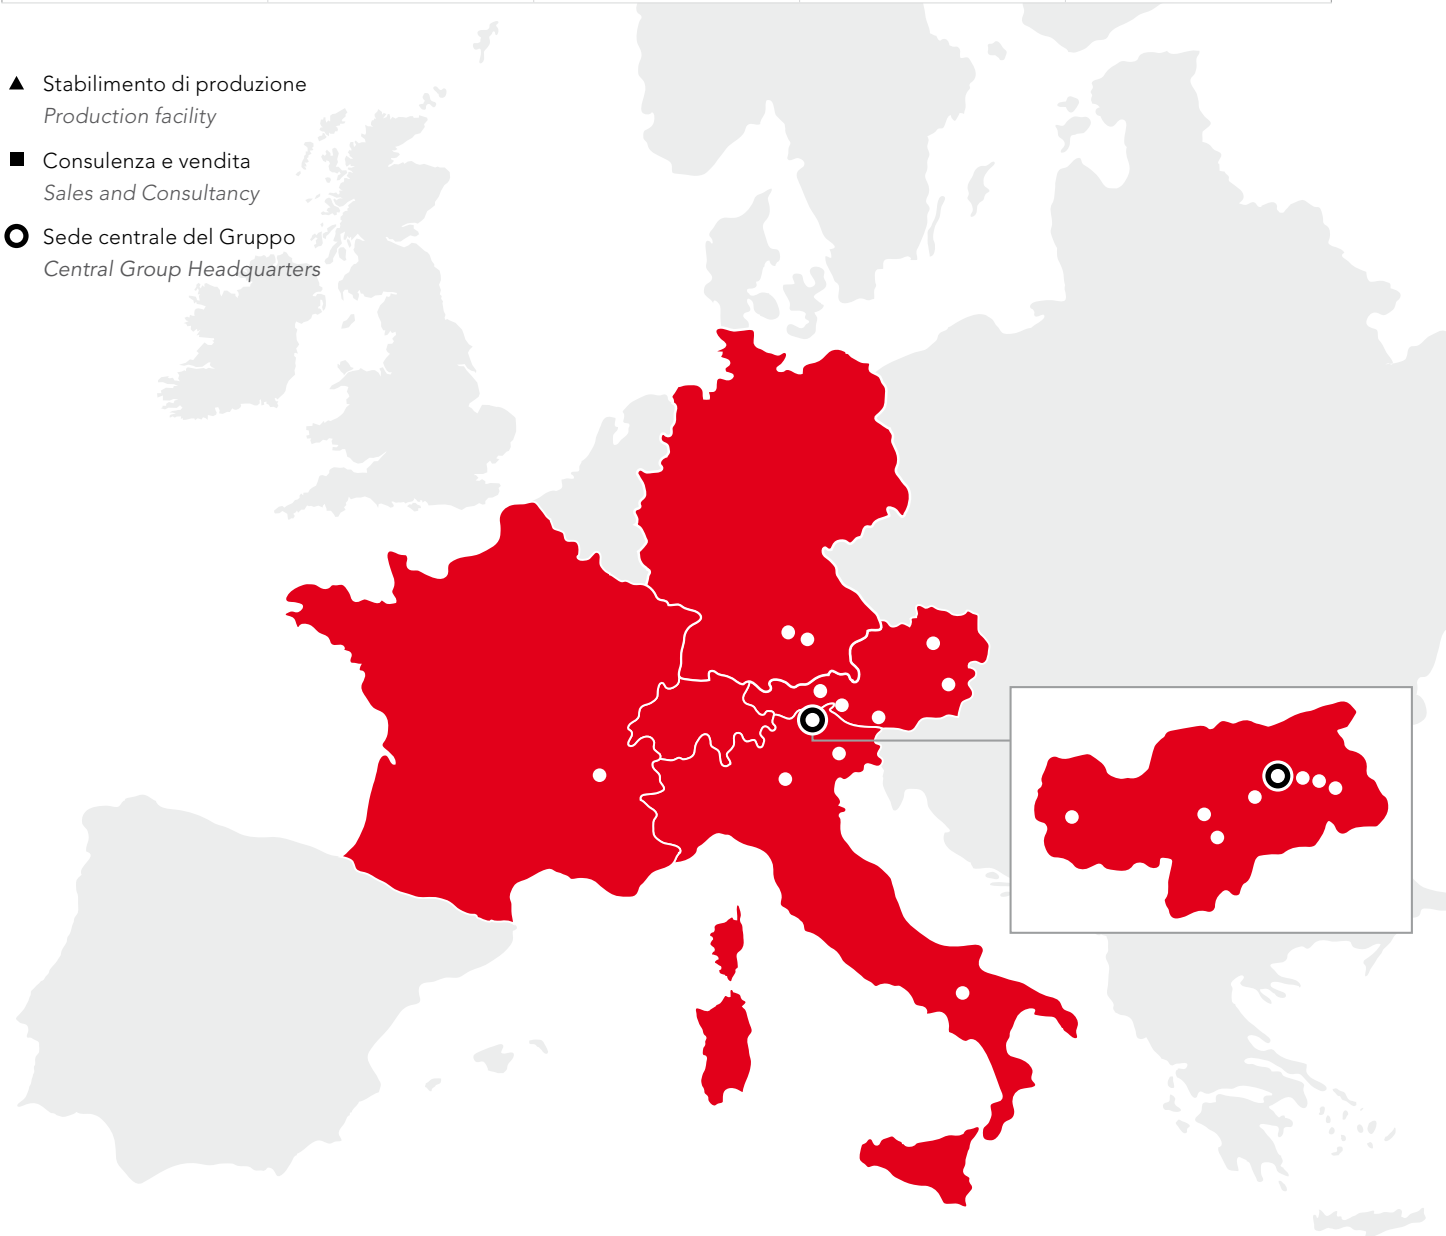 Stabilimento di produzione
Production facility
Consulenza e vendita
Sales and Consultancy
Sede centrale del Gruppo
Central Group Headquarters